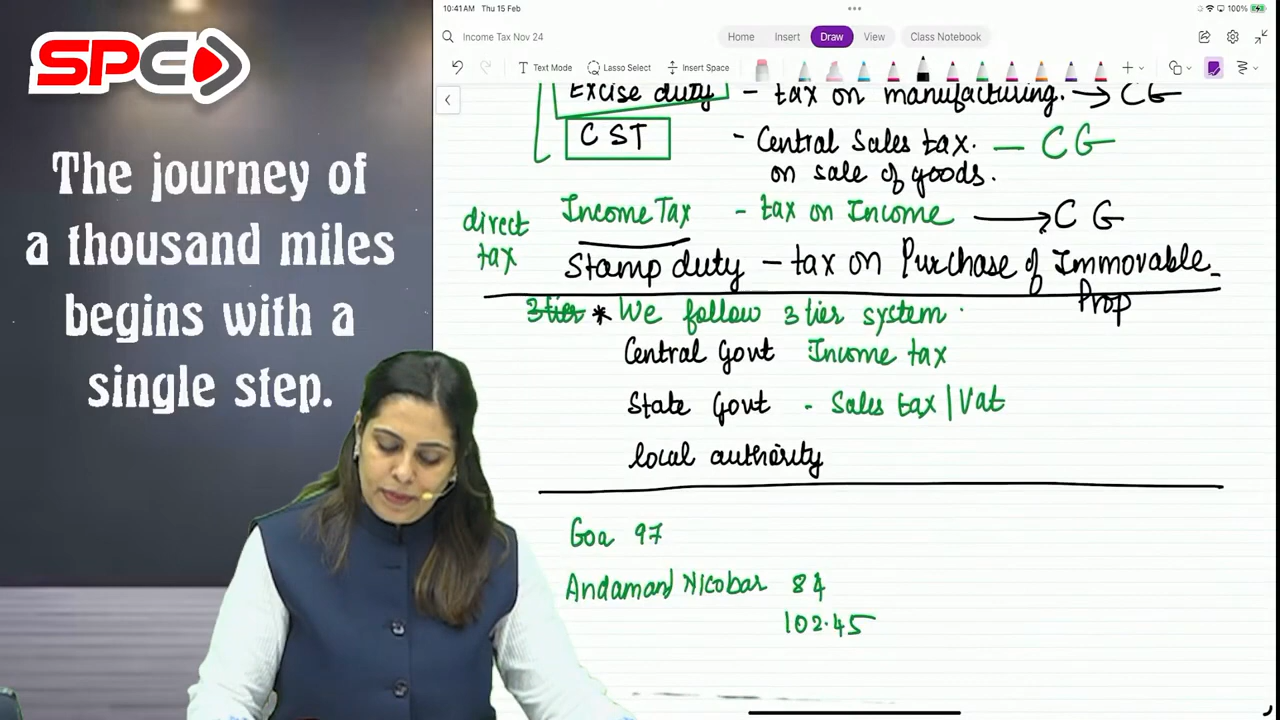 SPE
The journey of
a thousand miles
begins with a
single step.
10:41AM Thu 15 Feb
100%
Income Tax Nov 24
Home Insert Draw View Class Notebook
Text Mode Lasso Select Insert Space
Excise duty - tax on manufacturing. → CG
CST - Central Sales tax. — CG
on sale of goods.
direct tax
Income Tax - tax on Income → CG
Stamp duty - tax on Purchase of Immovable
Prop
3 tier * We follow 3 tier system.
Central Govt Income tax
State Govt - Sales tax | Vat
local authority
Goa 97
Andamand Nicobar 84
102.45